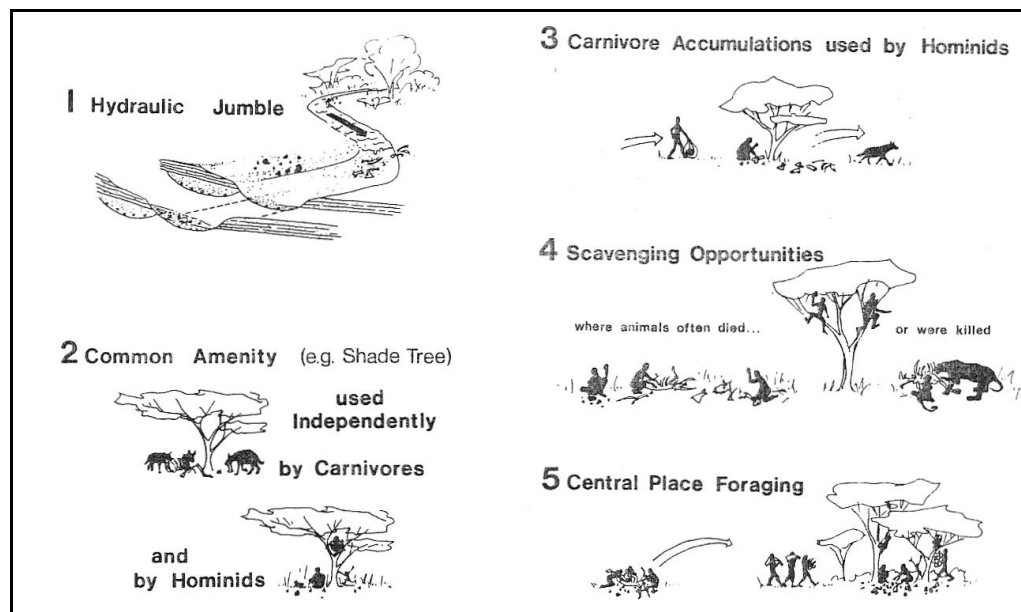 1 Hydraulic Jumble
2 Common Amenity (e.g. Shade Tree)
used
Independently
by Carnivores
and
by Hominids
3 Carnivore Accumulations used by Hominids
4 Scavenging Opportunities
where animals often died...
or were killed
5 Central Place Foraging